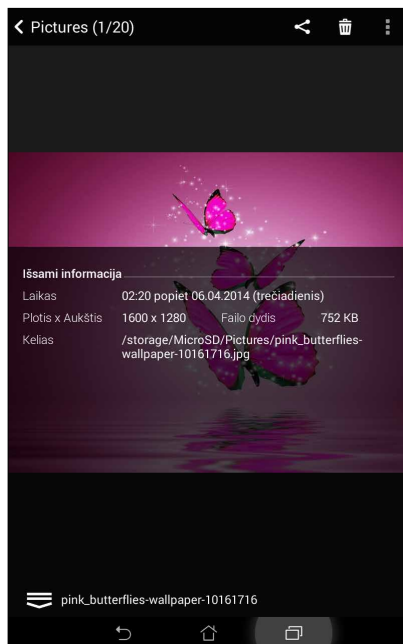 Pictures (1/20)
Išsami informacija
Laikas 02:20 popiet 06.04.2014 (trečiadienis)
Plotis x Aukštis 1600 x 1280 Failo dydis 752 KB
Kelias /storage/MicroSD/Pictures/pink_butterflies-
wallpaper-10161716.jpg
pink_butterflies-wallpaper-10161716